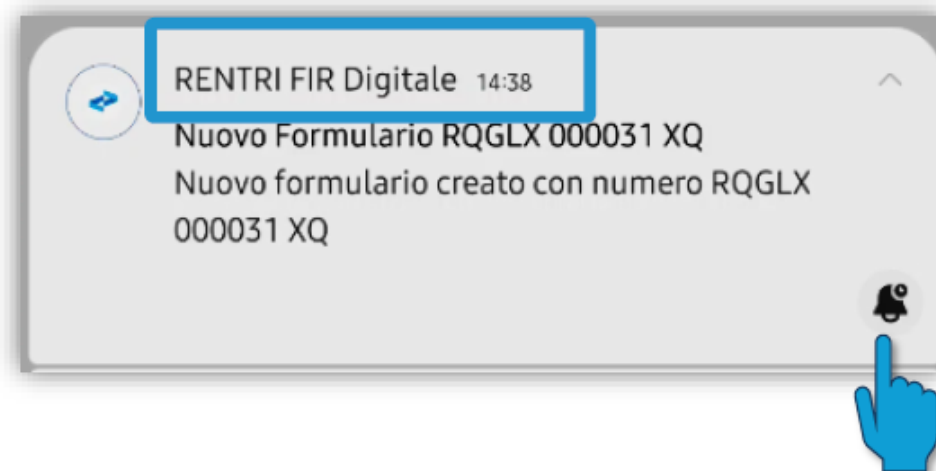 RENTRI FIR Digitale 14:38
Nuovo Formulario RQGLX 000031 XQ
Nuovo formulario creato con numero RQGLX
000031 XQ